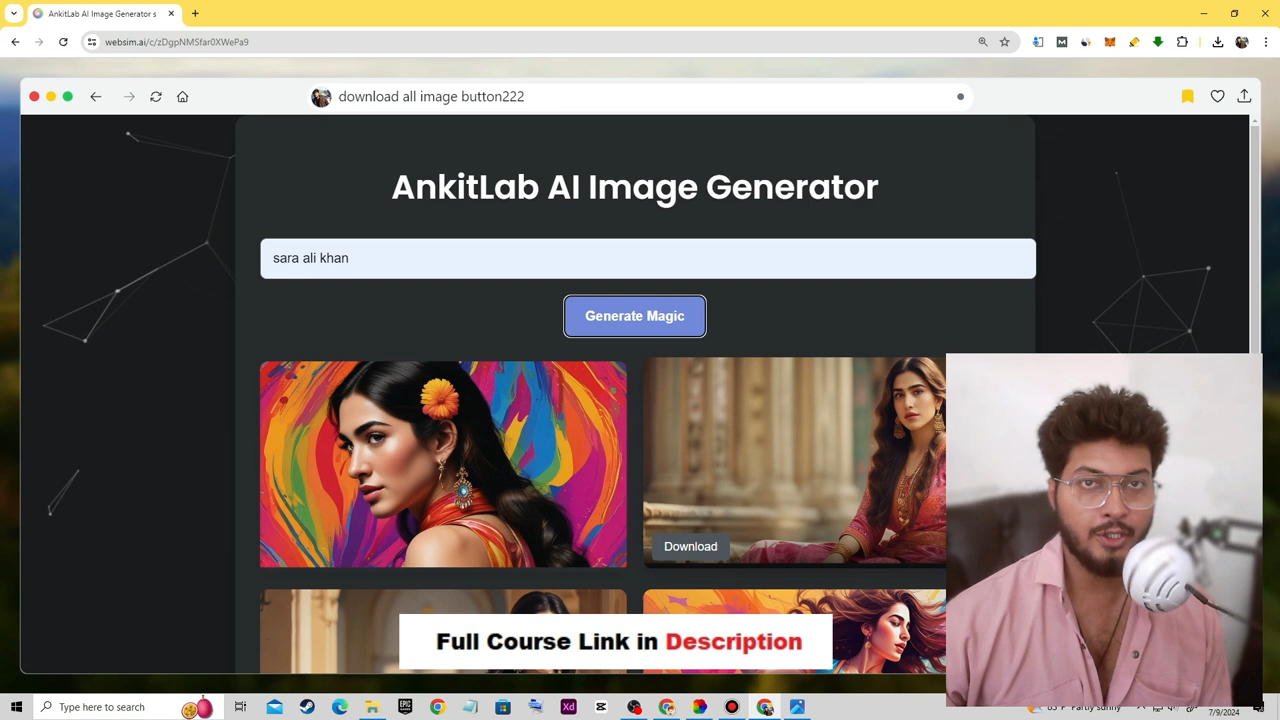 AnkitLab AI Image Generator s
websim.ai/c/zDgpNMSfar0XWePa9
download all image button222
AnkitLab AI Image Generator
sara ali khan
Generate Magic
Download
Full Course Link in Description
Type here to search
7/9/2024